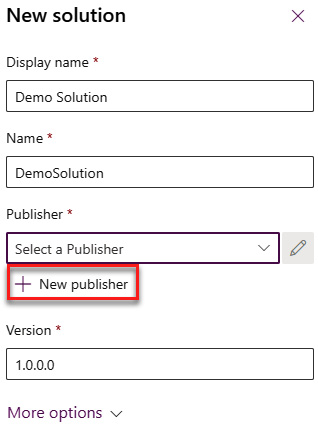 New solution
Display name *
Demo Solution
Name *
DemoSolution
Publisher *
Select a Publisher
New publisher
Version *
1.0.0.0
More options